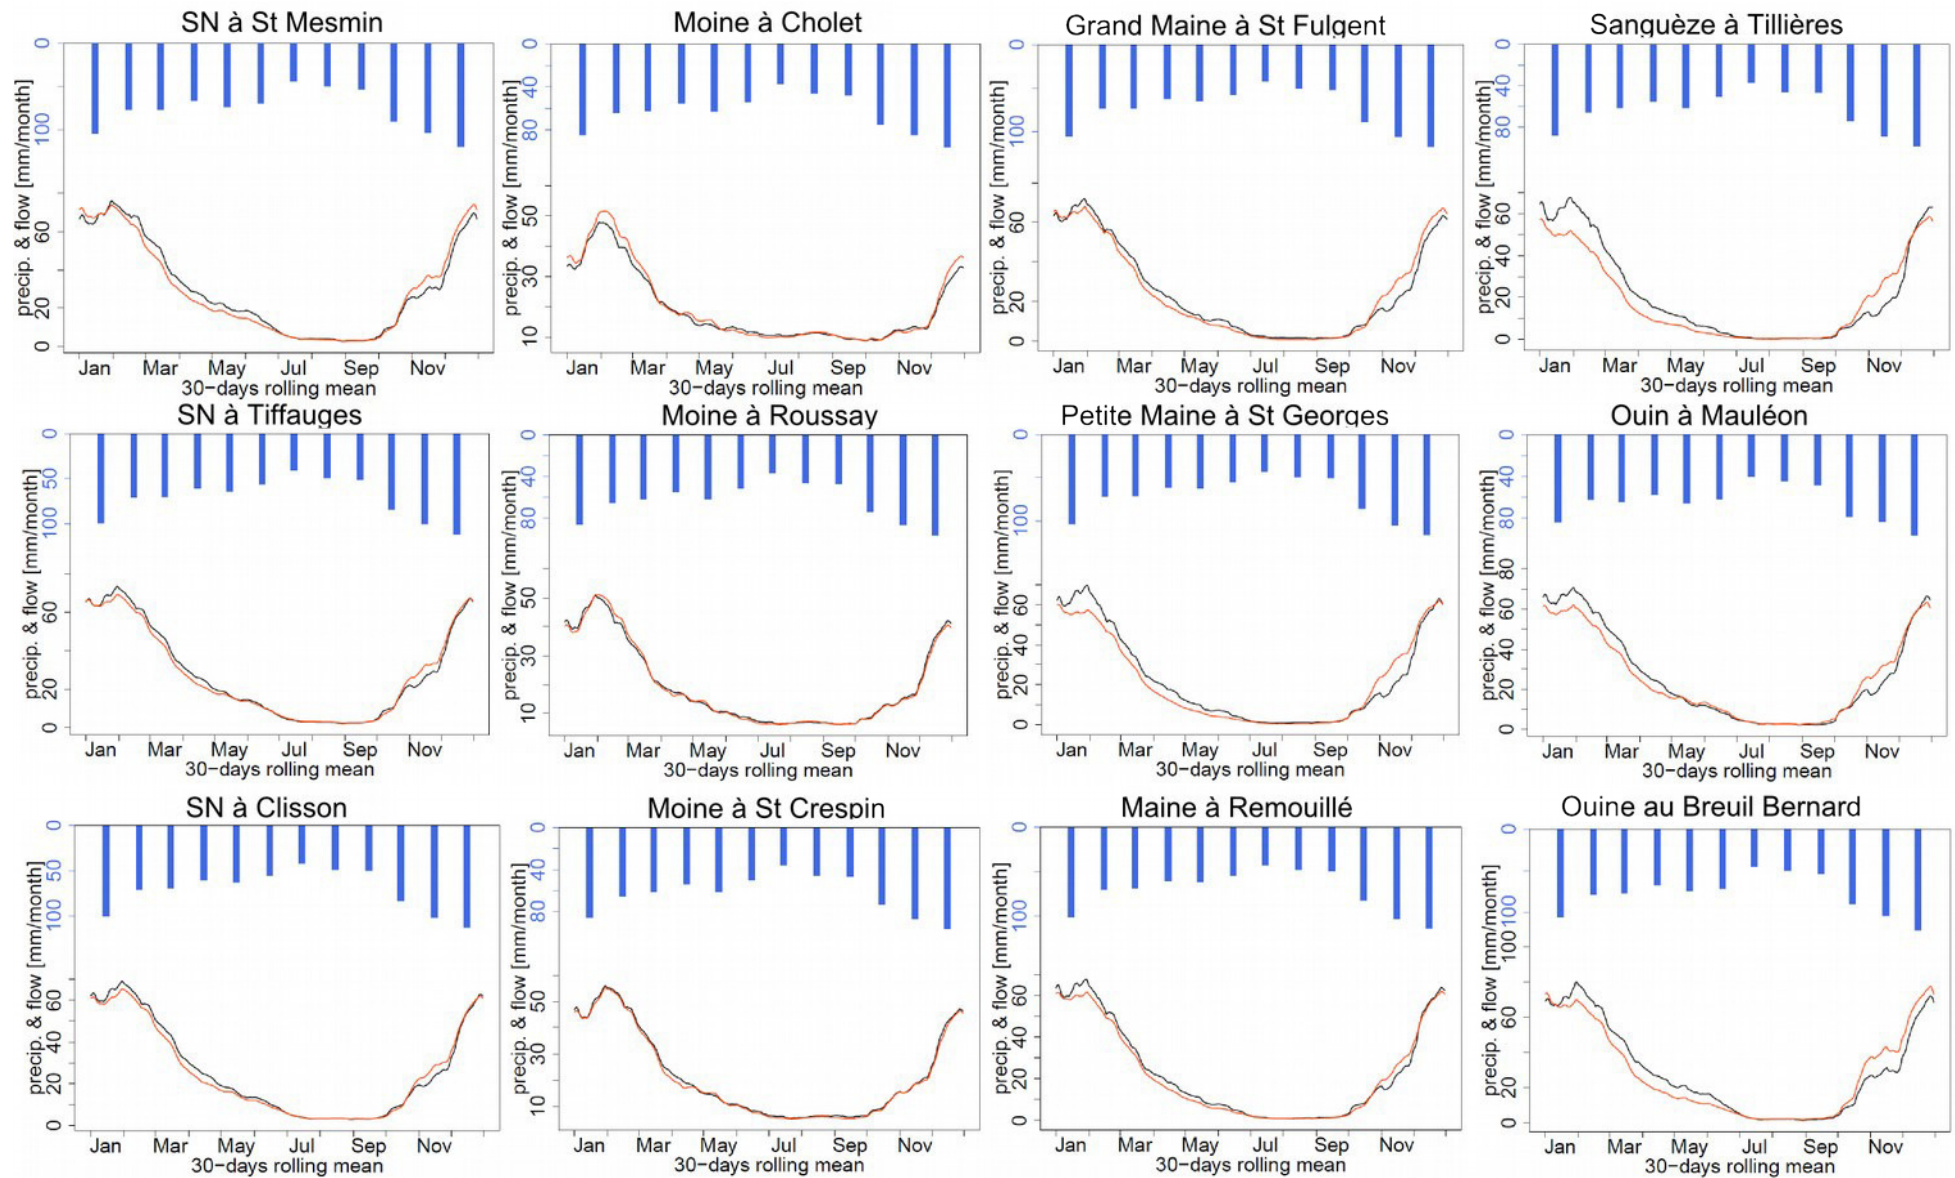 SN à St Mesmin
0
100
60
20
0
precip. & flow [mm/month]
Jan Mar May Jul Sep Nov
30-days rolling mean
Moine à Cholet
0
40
80
50
30
10
precip. & flow [mm/month]
Jan Mar May Jul Sep Nov
30-days rolling mean
Grand Maine à St Fulgent
0
100
60
20
0
precip. & flow [mm/month]
Jan Mar May Jul Sep Nov
30-days rolling mean
Sanguèze à Tillières
0
40
80
60
40
20
0
precip. & flow [mm/month]
Jan Mar May Jul Sep Nov
30-days rolling mean
SN à Tiffauges
0
50
100
60
20
0
precip. & flow [mm/month]
Jan Mar May Jul Sep Nov
30-days rolling mean
Moine à Roussay
0
40
80
50
30
10
precip. & flow [mm/month]
Jan Mar May Jul Sep Nov
30-days rolling mean
Petite Maine à St Georges
0
100
60
40
20
0
precip. & flow [mm/month]
Jan Mar May Jul Sep Nov
30-days rolling mean
Ouin à Mauléon
0
40
80
80
60
40
20
0
precip. & flow [mm/month]
Jan Mar May Jul Sep Nov
30-days rolling mean
SN à Clisson
0
50
100
60
40
20
0
precip. & flow [mm/month]
Jan Mar May Jul Sep Nov
30-days rolling mean
Moine à St Crespin
0
40
80
50
30
10
precip. & flow [mm/month]
Jan Mar May Jul Sep Nov
30-days rolling mean
Maine à Remouillé
0
100
60
40
20
0
precip. & flow [mm/month]
Jan Mar May Jul Sep Nov
30-days rolling mean
Ouine au Breuil Bernard
0
100
100
60
20
0
precip. & flow [mm/month]
Jan Mar May Jul Sep Nov
30-days rolling mean